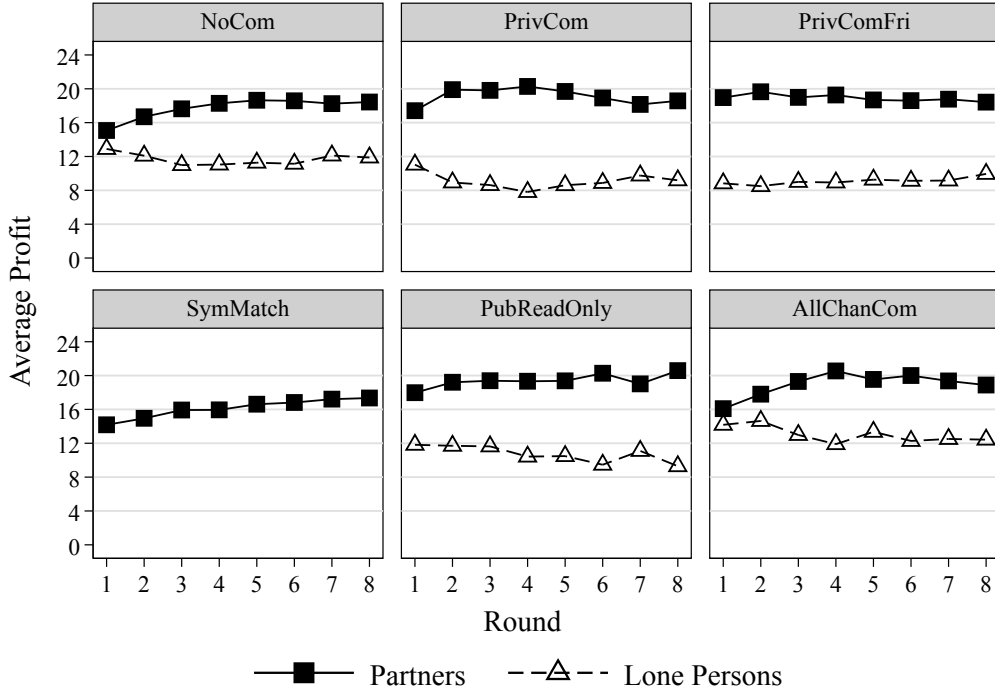 NoCom
PrivCom
PrivComFri
24
20
16
12
8
4
0
SymMatch
PubReadOnly
AllChanCom
24
20
16
12
8
4
0
Average Profit
1 2 3 4 5 6 7 8
1 2 3 4 5 6 7 8
1 2 3 4 5 6 7 8
Round
Partners
Lone Persons